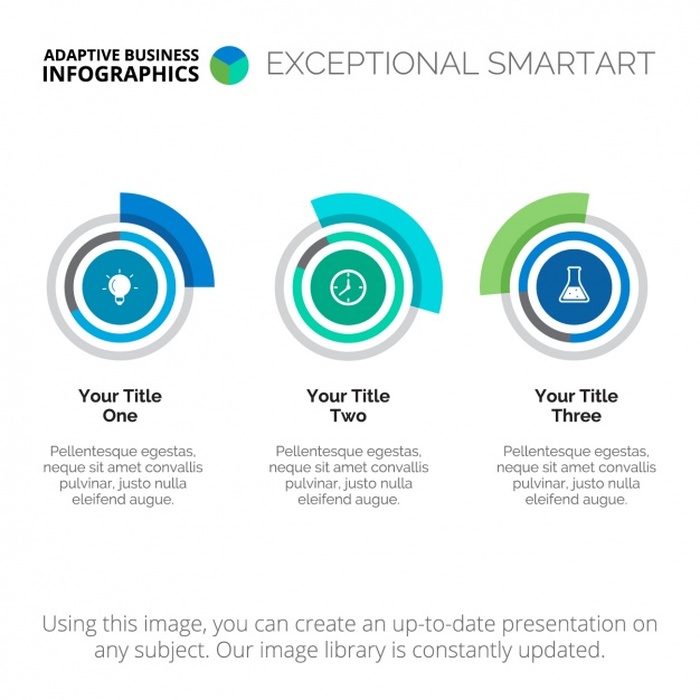 ADAPTIVE BUSINESS
INFOGRAPHICS
EXCEPTIONAL SMARTART
Your Title
One
Pellentesque egestas,
neque sit amet convallis
pulvinar, justo nulla
eleifend augue.
Your Title
Two
Pellentesque egestas,
neque sit amet convallis
pulvinar, justo nulla
eleifend augue.
Your Title
Three
Pellentesque egestas,
neque sit amet convallis
pulvinar, justo nulla
eleifend augue.
Using this image, you can create an up-to-date presentation on
any subject. Our image library is constantly updated.